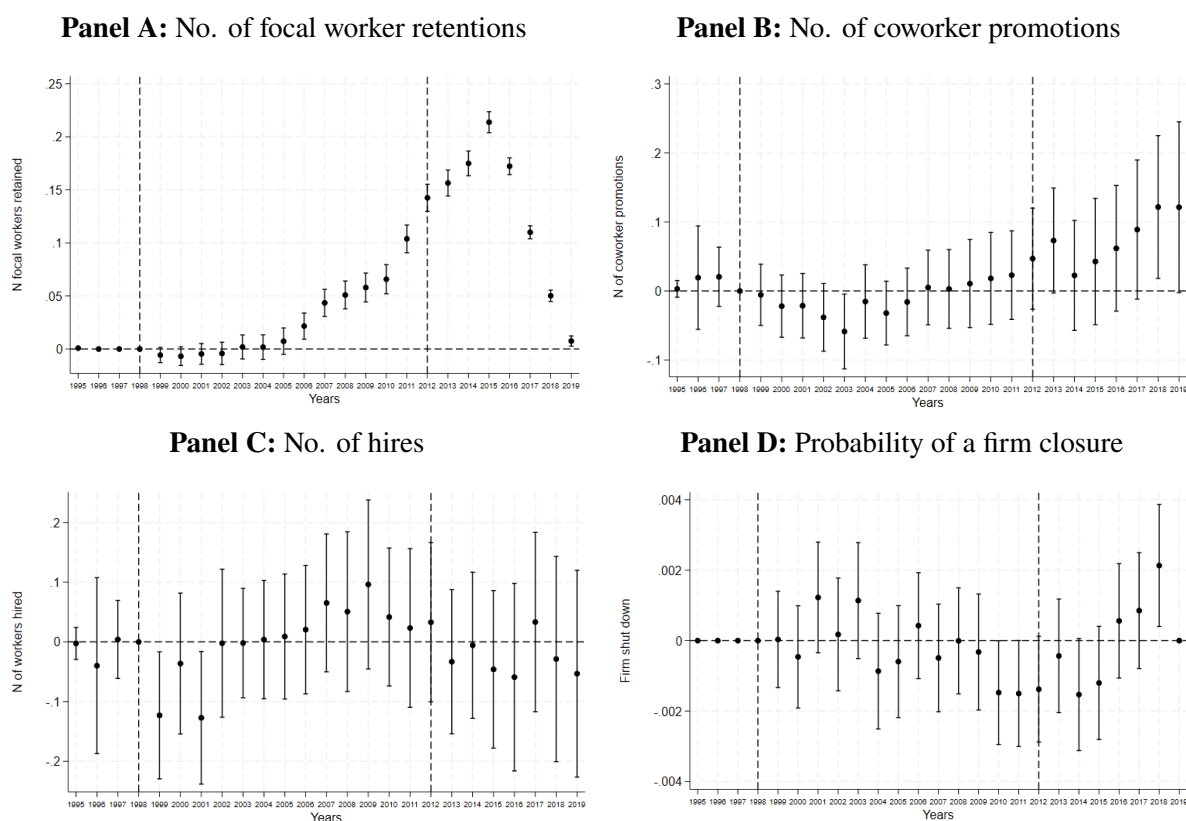 Panel A: No. of focal worker retentions
N focal workers retained
.25
.2
.15
.1
.05
0
1995 1996 1997 1998 1999 2000 2001 2002 2003 2004 2005 2006 2007 2008 2009 2010 2011 2012 2013 2014 2015 2016 2017 2018 2019
Years
Panel B: No. of coworker promotions
N of coworker promotions
.3
.2
.1
0
-.1
1995 1996 1997 1998 1999 2000 2001 2002 2003 2004 2005 2006 2007 2008 2009 2010 2011 2012 2013 2014 2015 2016 2017 2018 2019
Years
Panel C: No. of hires
N of workers hired
.2
.1
0
-.1
-.2
1995 1996 1997 1998 1999 2000 2001 2002 2003 2004 2005 2006 2007 2008 2009 2010 2011 2012 2013 2014 2015 2016 2017 2018 2019
Years
Panel D: Probability of a firm closure
Firm shut down
.004
.002
0
-.002
-.004
1995 1996 1997 1998 1999 2000 2001 2002 2003 2004 2005 2006 2007 2008 2009 2010 2011 2012 2013 2014 2015 2016 2017 2018 2019
Years